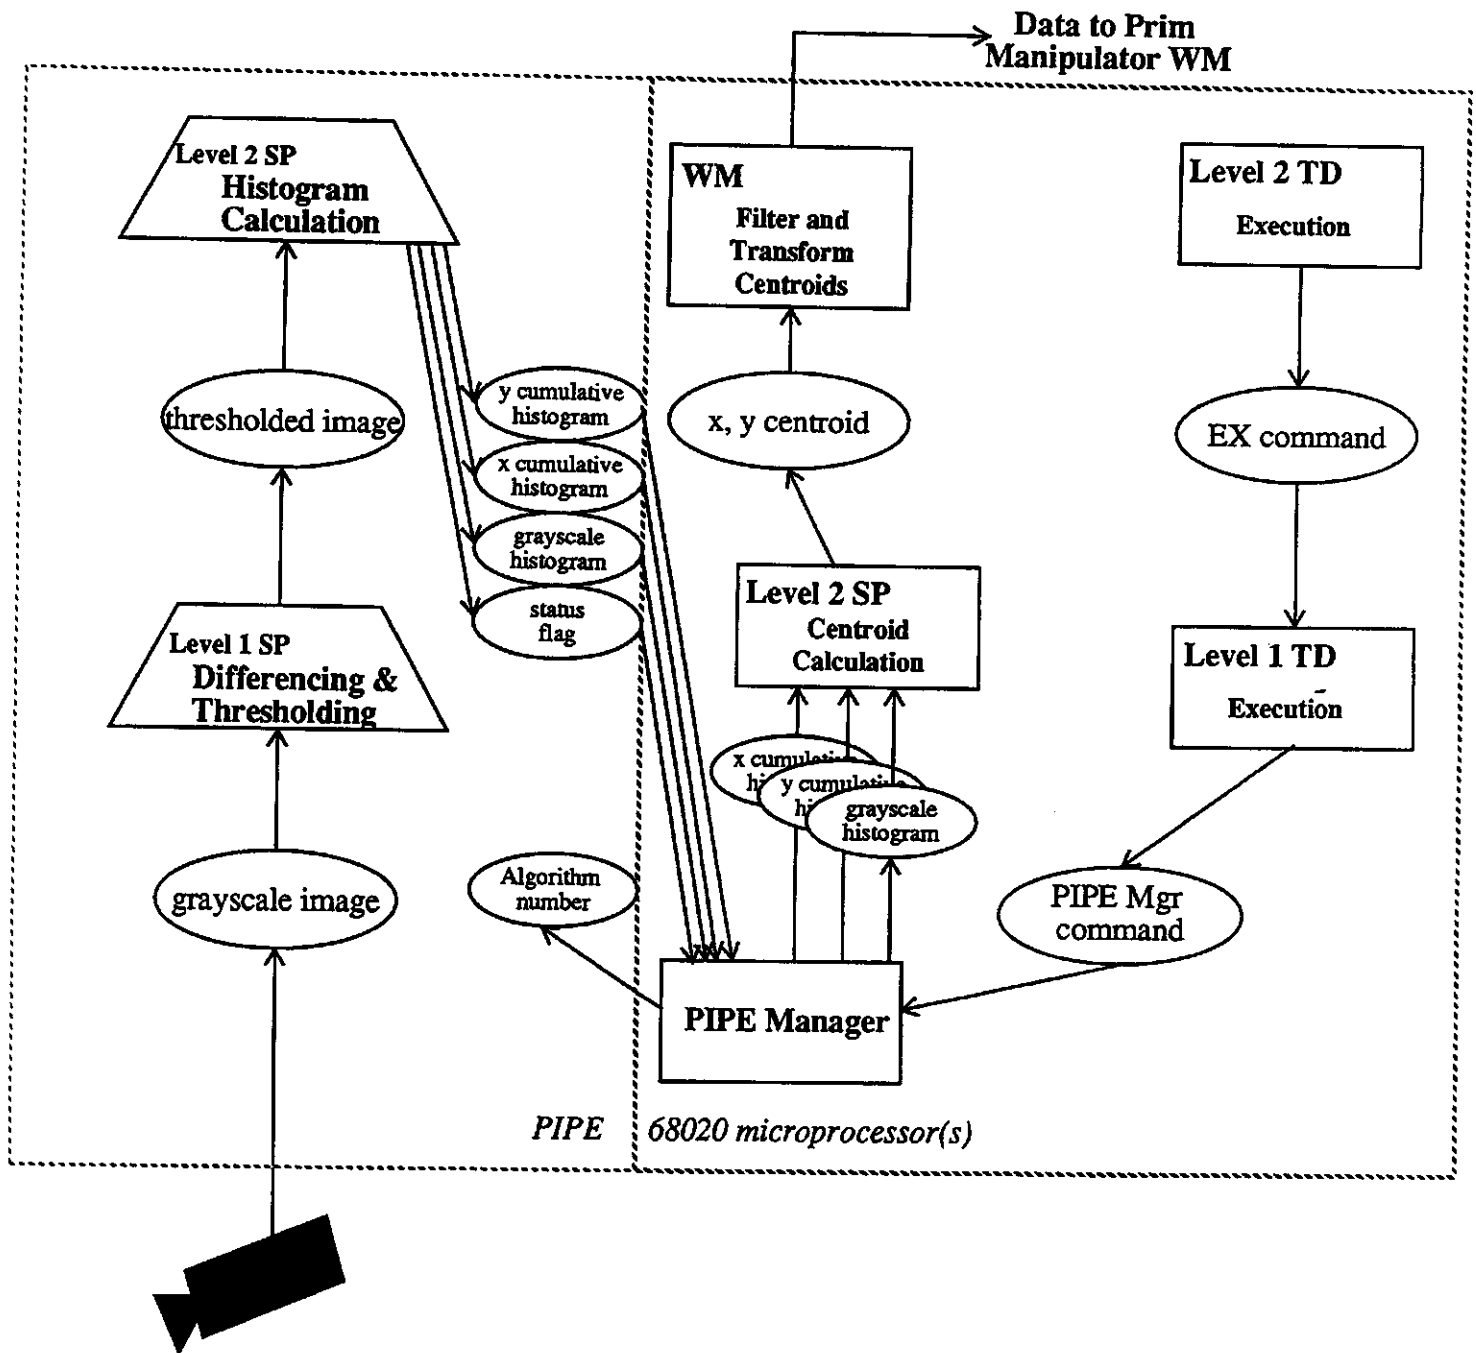 Data to Prim
Manipulator WM
Level 2 SP
Histogram
Calculation
WM
Filter and
Transform
Centroids
Level 2 TD
Execution
thresholded image
y cumulative
histogram
x cumulative
histogram
grayscale
histogram
status
flag
x, y centroid
EX command
Level 1 SP
Differencing &
Thresholding
Level 2 SP
Centroid
Calculation
Level 1 TD
Execution
x cumulative
y cumulative
grayscale
histogram
grayscale image
Algorithm
number
PIPE Mgr
command
PIPE Manager
PIPE
68020 microprocessor(s)